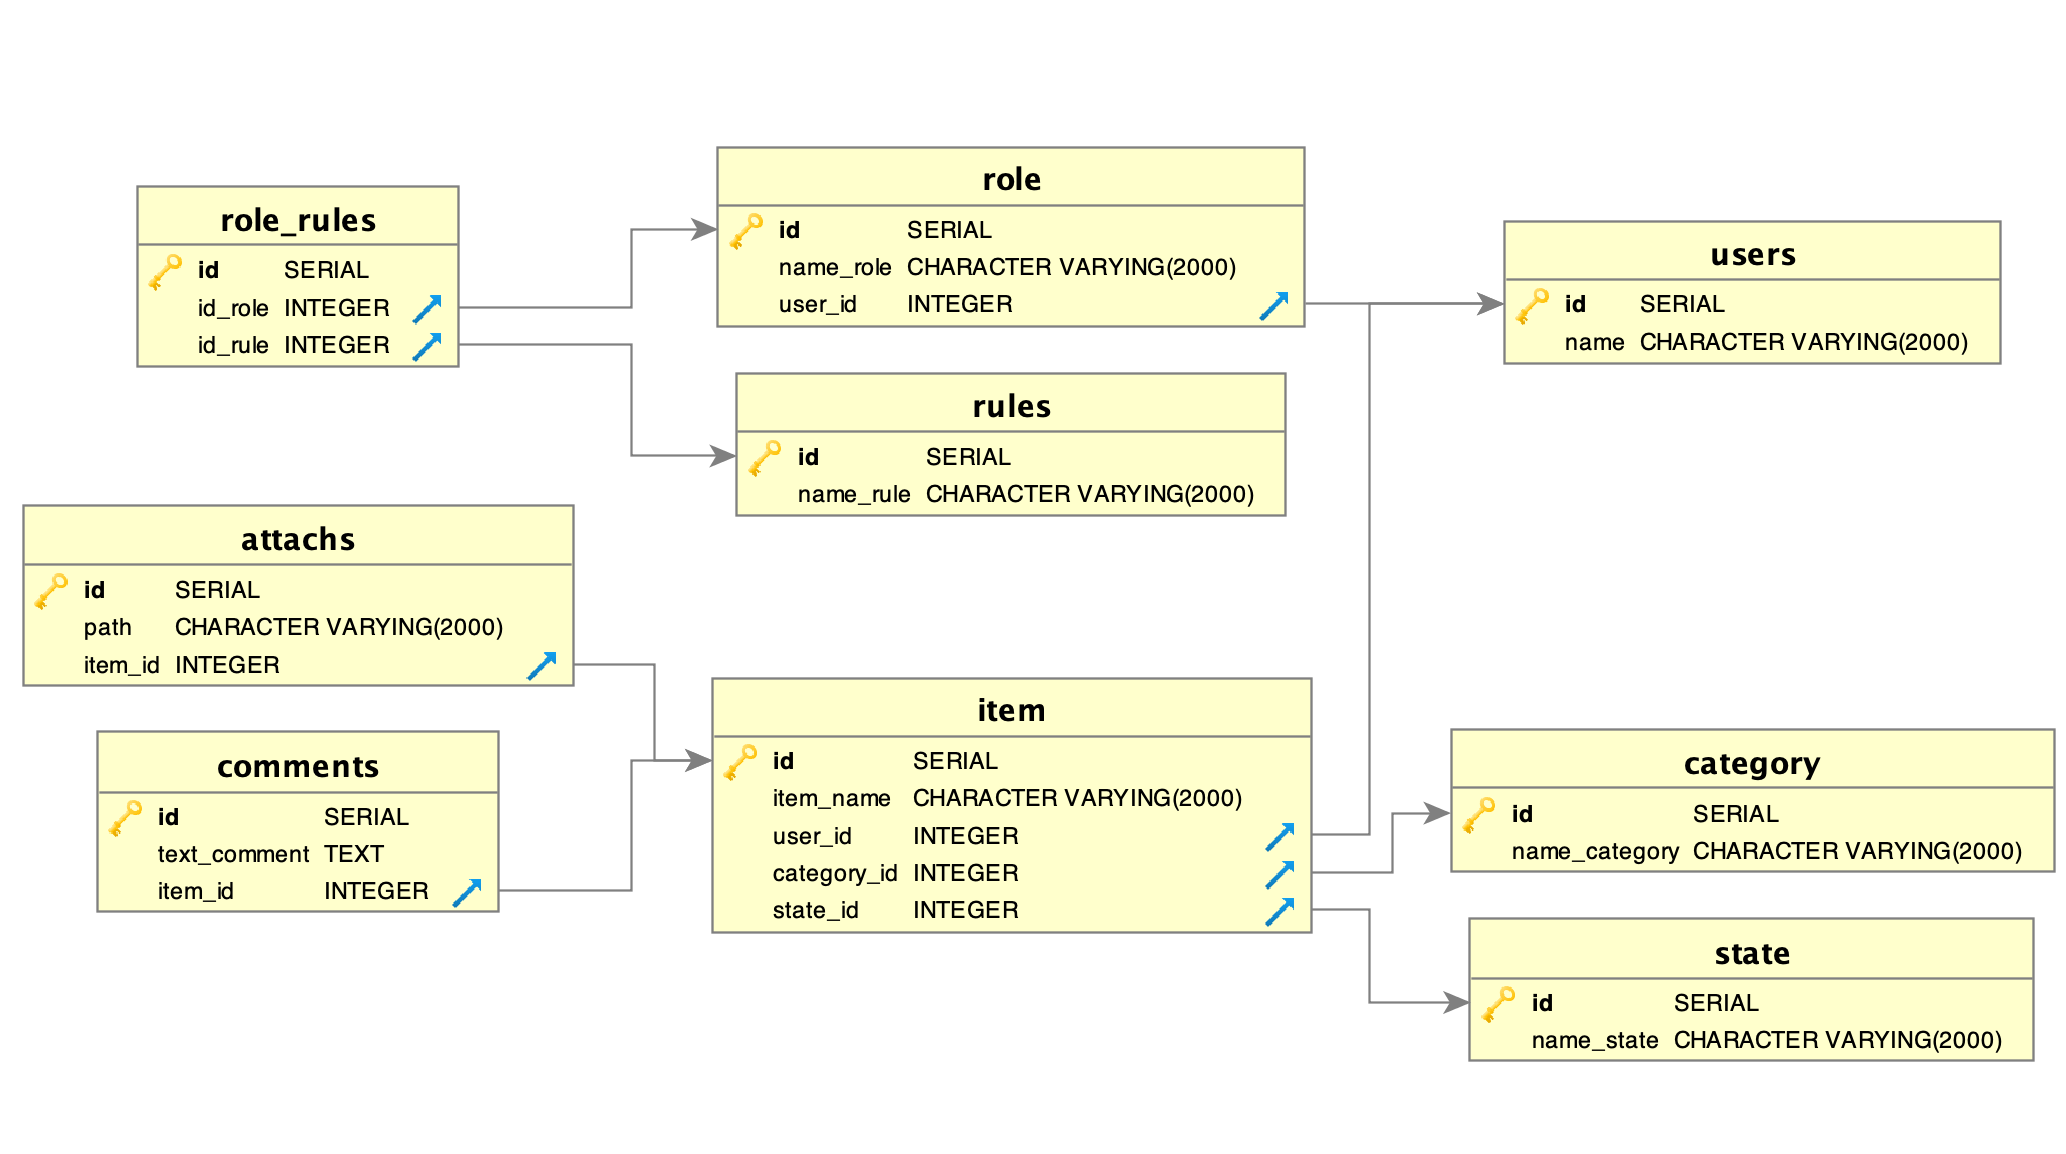 role_rules
id SERIAL
id_role INTEGER
id_rule INTEGER
role
id SERIAL
name_role CHARACTER VARYING(2000)
user_id INTEGER
users
id SERIAL
name CHARACTER VARYING(2000)
rules
id SERIAL
name_rule CHARACTER VARYING(2000)
attachs
id SERIAL
path CHARACTER VARYING(2000)
item_id INTEGER
comments
id SERIAL
text_comment TEXT
item_id INTEGER
item
id SERIAL
item_name CHARACTER VARYING(2000)
user_id INTEGER
category_id INTEGER
state_id INTEGER
category
id SERIAL
name_category CHARACTER VARYING(2000)
state
id SERIAL
name_state CHARACTER VARYING(2000)